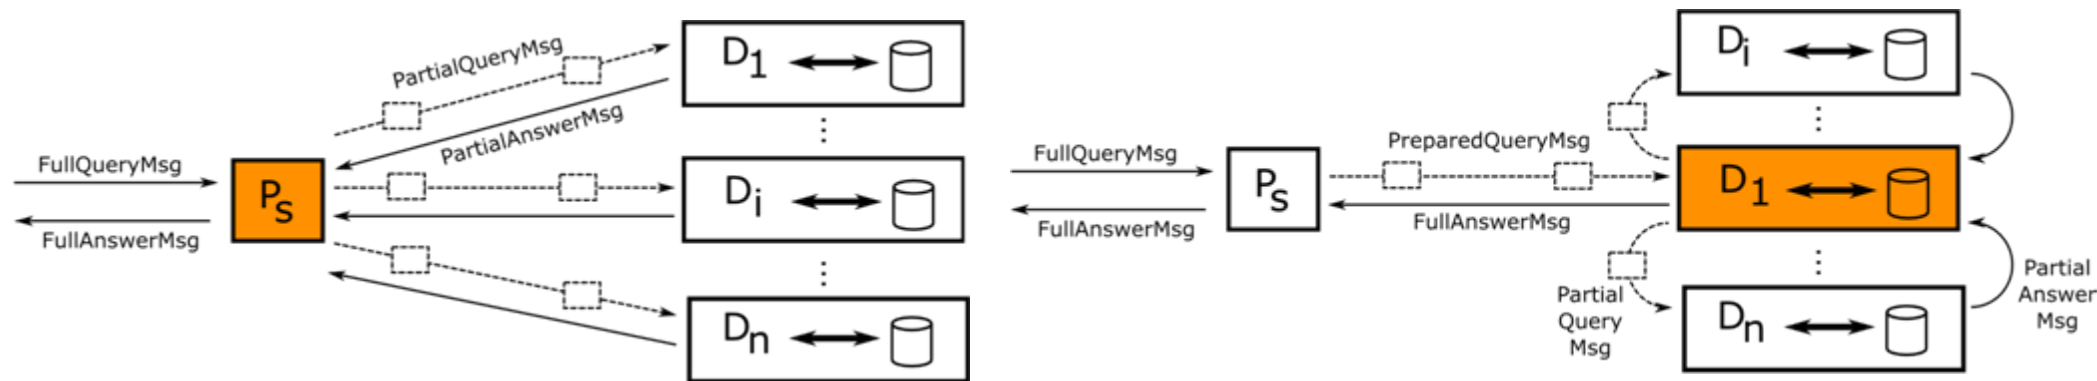 PartialQueryMsg
D1
PartialAnswerMsg
FullQueryMsg
Ps
FullAnswerMsg
Di
Dn
Di
PreparedQueryMsg
FullQueryMsg
Ps
D1
FullAnswerMsg
FullAnswerMsg
Partial
Query
Msg
Dn
Partial
Answer
Msg